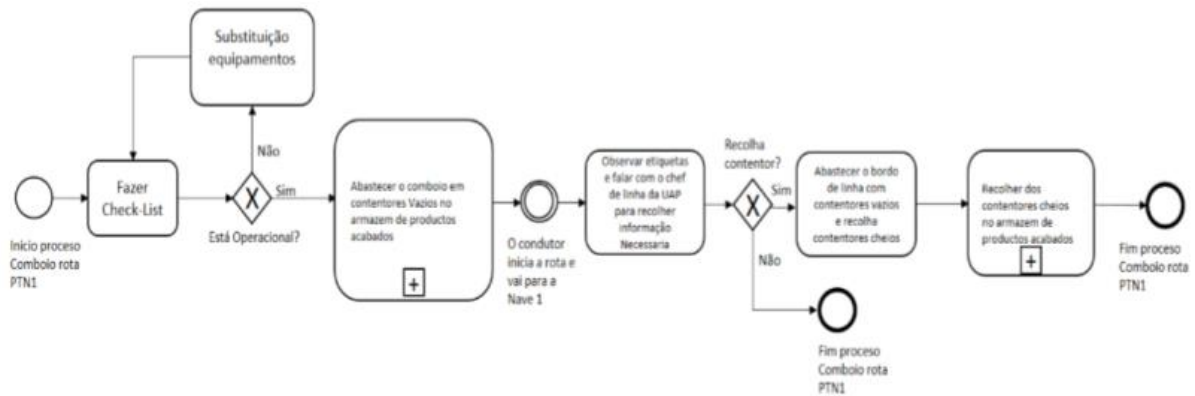 Substituição
equipamentos
Não
Fazer
Check-List
Sim
Está Operacional?
Início proceso
Comboio rota
PTN1
Abastecer o comboio em
contentores Vazios no
armazem de productos
acabados
O condutor
inicia a rota e
vai para a
Nave 1
Observar etiquetas
e falar com o chef
de linha da UAP
para recolher
informação
Necessaria
Recolha
contentor?
Sim
Não
Abastecer o bordo
de linha com
contentores vazios
e recolha
contentores cheios
Recolher dos
contentores cheios
no armazem de
productos acabados
Fim proceso
Comboio rota
PTN1
Fim proceso
Comboio rota
PTN1